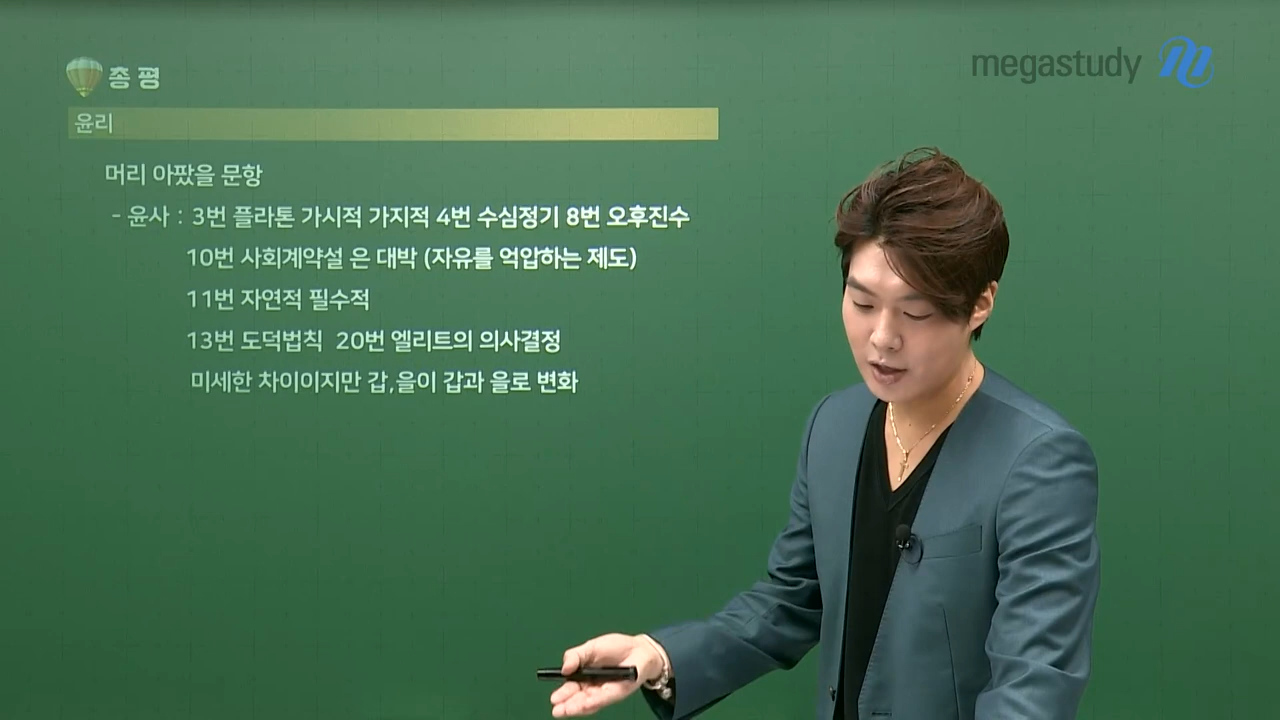 총평
megastudy
윤리
머리 아팠을 문항
- 윤사 : 3번 플라톤 가시적 가지적 4번 수심정기 8번 오후진수
10번 사회계약설 은 대박 (자유를 억압하는 제도)
11번 자연적 필수적
13번 도덕법칙 20번 엘리트의 의사결정
미세한 차이이지만 갑,을이 갑과 을로 변화